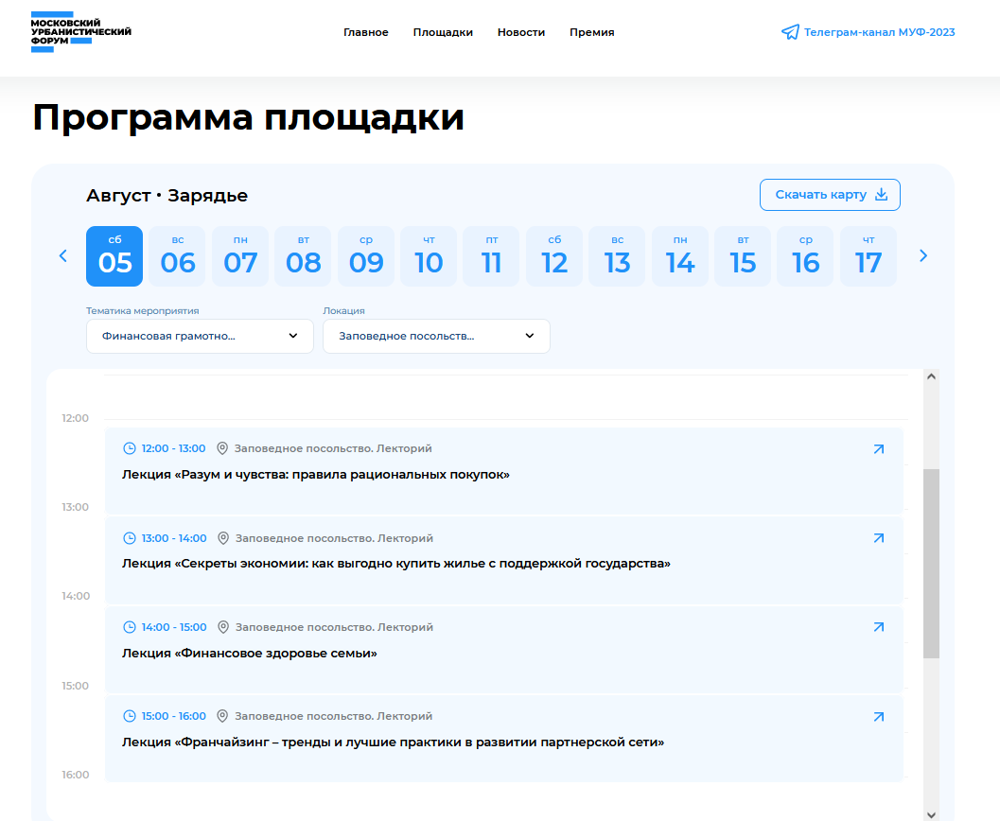 МОСКОВСКИЙ
УРБАНИСТИЧЕСКИЙ
ФОРУМ
Главное Площадки Новости Премия
Телеграм-канал МУФ-2023
Программа площадки
Август • Зарядье
Скачать карту
сб вс пн вт ср чт пт сб вс пн вт ср чт
05 06 07 08 09 10 11 12 13 14 15 16 17
Тематика мероприятия Локация
Финансовая грамотно... Заповедное посольств...
12:00
12:00 - 13:00 Заповедное посольство. Лекторий
Лекция «Разум и чувства: правила рациональных покупок»
13:00
13:00 - 14:00 Заповедное посольство. Лекторий
Лекция «Секреты экономии: как выгодно купить жилье с поддержкой государства»
14:00
14:00 - 15:00 Заповедное посольство. Лекторий
Лекция «Финансовое здоровье семьи»
15:00
15:00 - 16:00 Заповедное посольство. Лекторий
Лекция «Франчайзинг – тренды и лучшие практики в развитии партнерской сети»
16:00